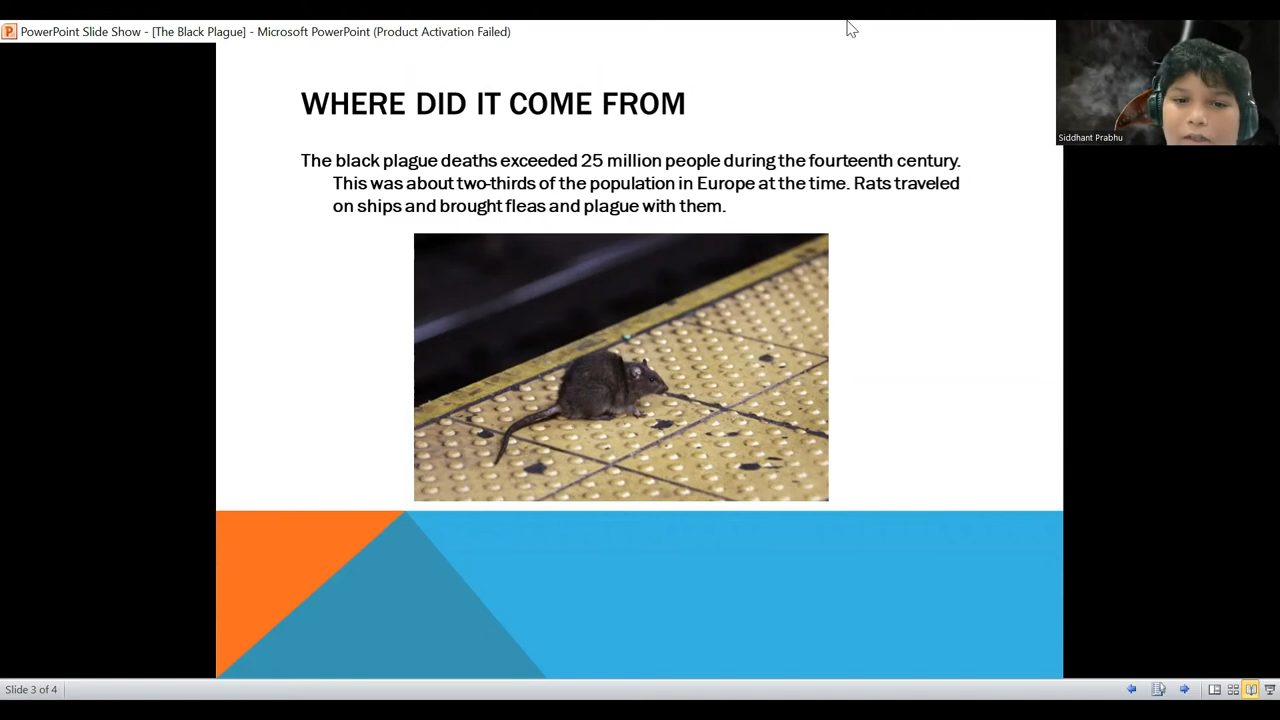 PowerPoint Slide Show - [The Black Plague] - Microsoft PowerPoint (Product Activation Failed)
Siddhant Prabhu
WHERE DID IT COME FROM
The black plague deaths exceeded 25 million people during the fourteenth century.
This was about two-thirds of the population in Europe at the time. Rats traveled
on ships and brought fleas and plague with them.
Slide 3 of 4